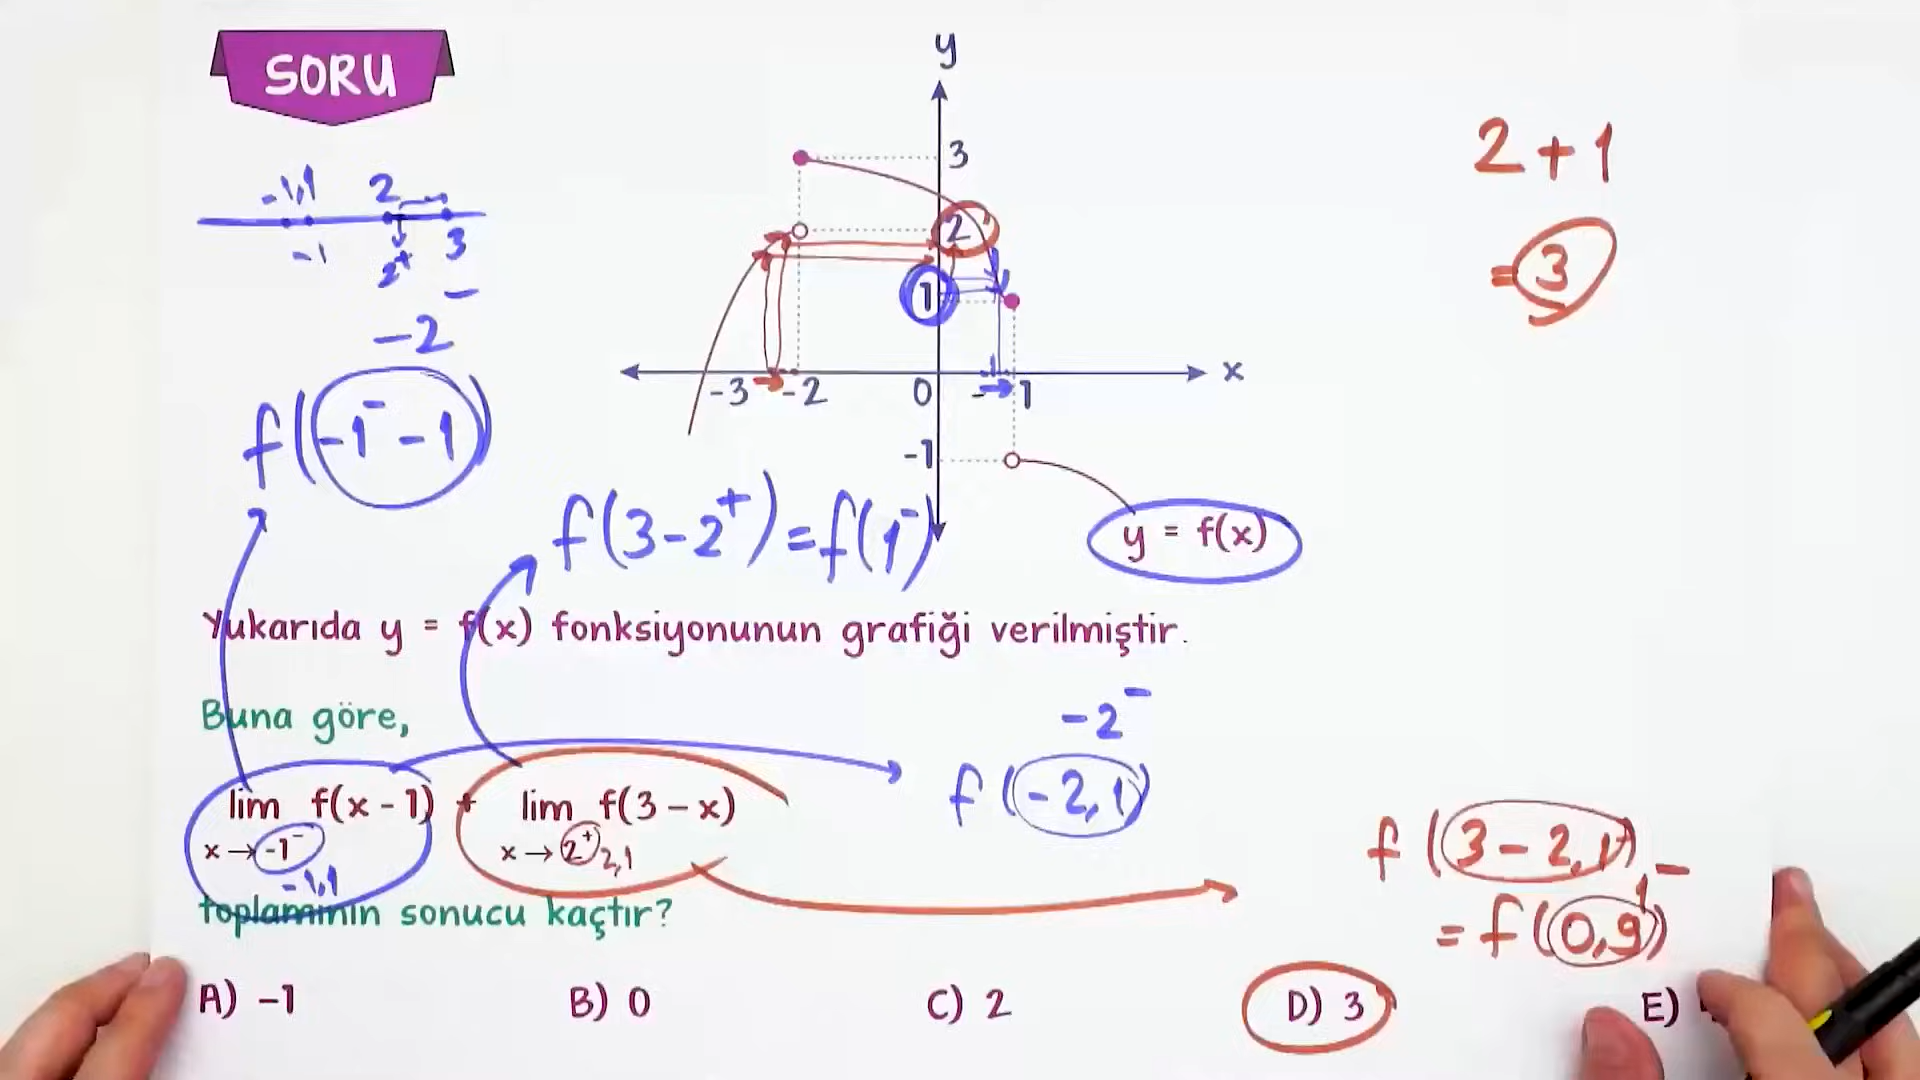 SORU
y
3
2
1
-3
-2
0
1
x
-1
y = f(x)
2 + 1
= 3
-1,1
2
-1
2⁺
3
-2⁻
f(-1⁻ - 1)
f(3-2⁺) = f(1⁻)
Yukarıda y = f(x) fonksiyonunun grafiği verilmiştir.
Buna göre,
lim f(x - 1) + lim f(3 - x)
x → -1⁻ x → 2⁺ 2,1
-1,1
-2⁻
f(-2,1)
f(3 - 2,1)
1⁻
= f(0,9)
toplamının sonucu kaçtır?
A) -1
B) 0
C) 2
D) 3
E)